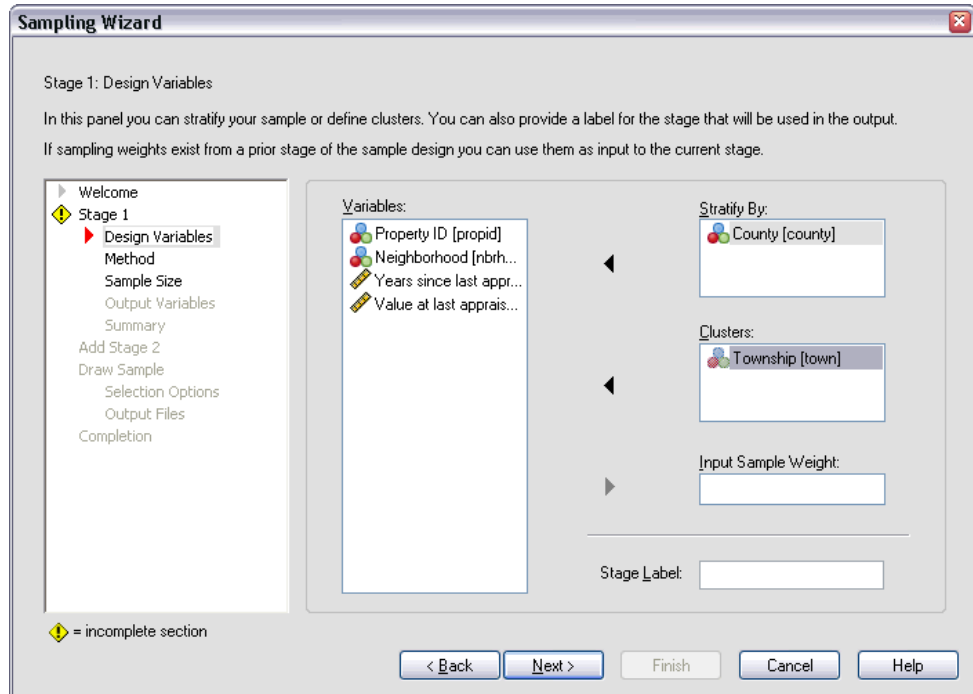 Sampling Wizard
Stage 1: Design Variables
In this panel you can stratify your sample or define clusters. You can also provide a label for the stage that will be used in the output.
If sampling weights exist from a prior stage of the sample design you can use them as input to the current stage.
Welcome
Stage 1
Design Variables
Method
Sample Size
Output Variables
Summary
Add Stage 2
Draw Sample
Selection Options
Output Files
Completion
! = incomplete section
Variables:
Property ID [propid]
Neighborhood [nbrh...
Years since last appr...
Value at last apprais...
Stratify By:
County [county]
Clusters:
Township [town]
Input Sample Weight:
Stage Label:
< Back
Next >
Finish
Cancel
Help